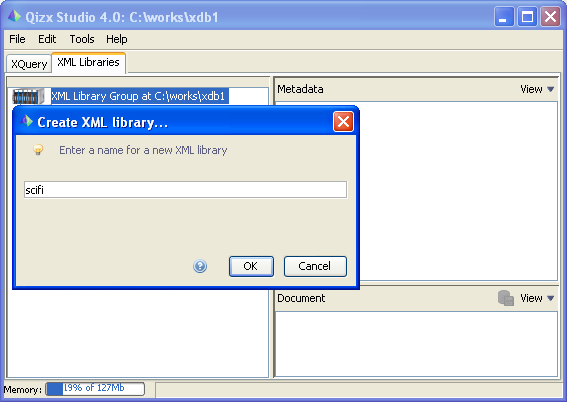 Qizx Studio 4.0: C:\works\xdb1
File Edit Tools Help
XQuery XML Libraries
XML Library Group at C:\works\xdb1
Metadata View
Create XML library...
Enter a name for a new XML library
scifi
? OK Cancel
Document View
Memory: 19% of 127Mb